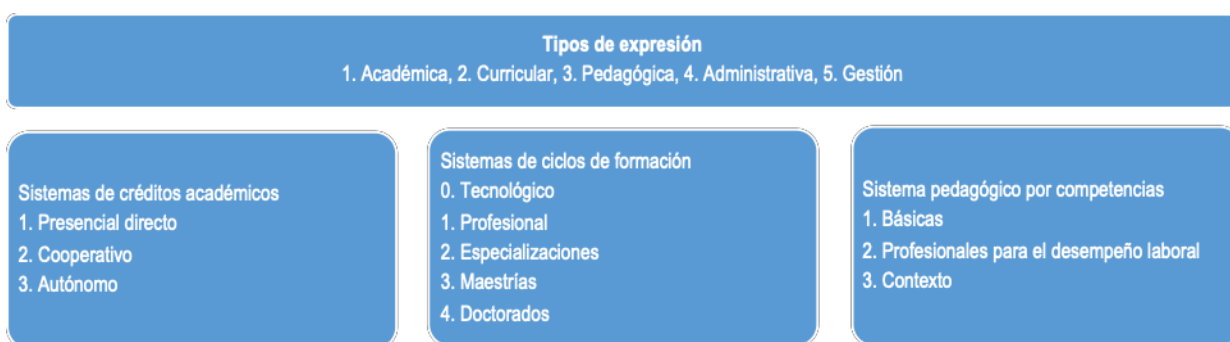 Tipos de expresión
1. Académica, 2. Curricular, 3. Pedagógica, 4. Administrativa, 5. Gestión
Sistemas de créditos académicos
1. Presencial directo
2. Cooperativo
3. Autónomo
Sistemas de ciclos de formación
0. Tecnológico
1. Profesional
2. Especializaciones
3. Maestrías
4. Doctorados
Sistema pedagógico por competencias
1. Básicas
2. Profesionales para el desempeño laboral
3. Contexto